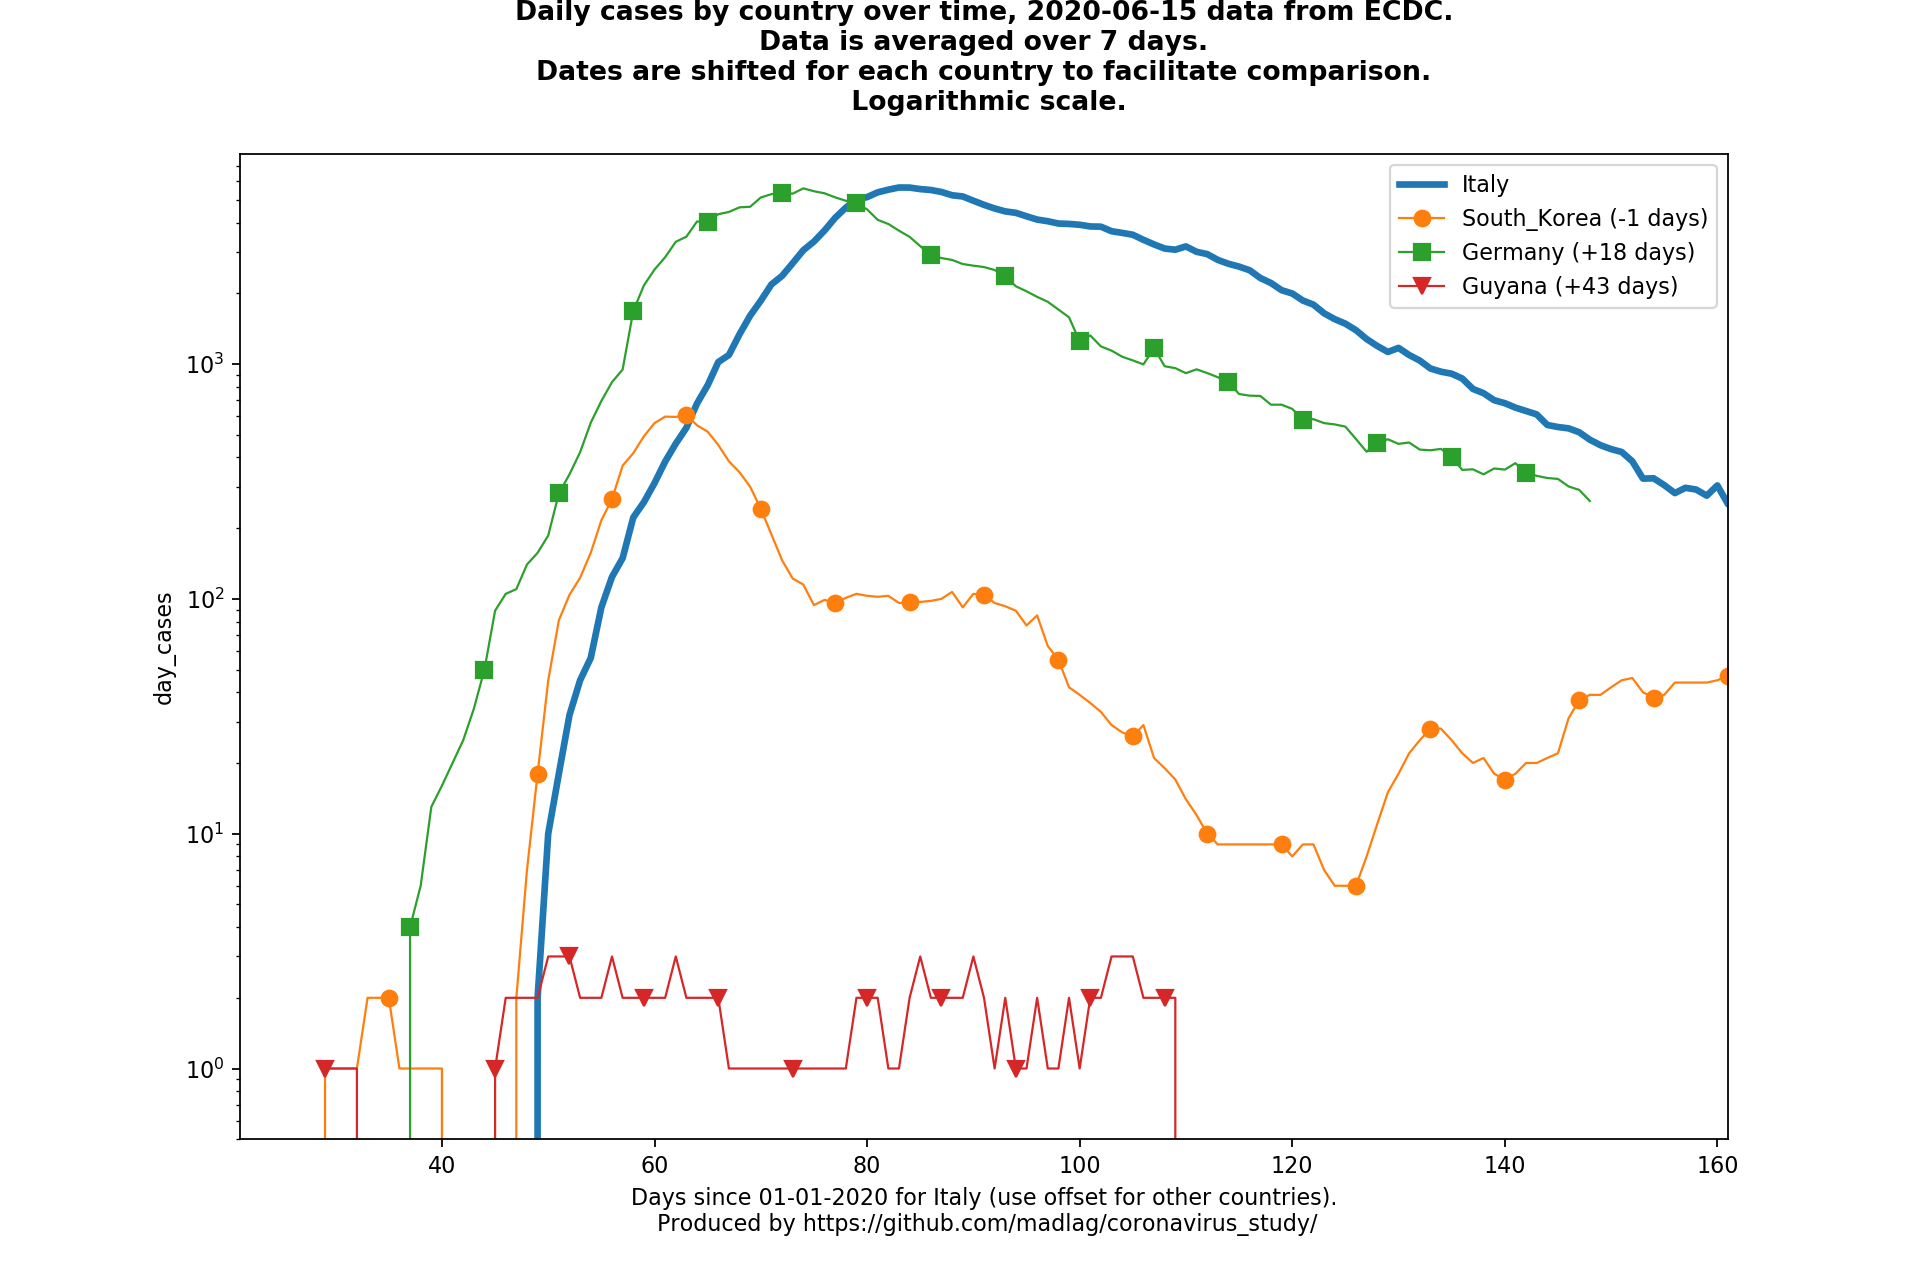 Daily cases by country over time, 2020-06-15 data from ECDC.
Data is averaged over 7 days.
Dates are shifted for each country to facilitate comparison.
Logarithmic scale.
Italy
South_Korea (-1 days)
Germany (+18 days)
Guyana (+43 days)
day_cases
10³
10²
10¹
10⁰
40 60 80 100 120 140 160
Days since 01-01-2020 for Italy (use offset for other countries).
Produced by https://github.com/madlag/coronavirus_study/